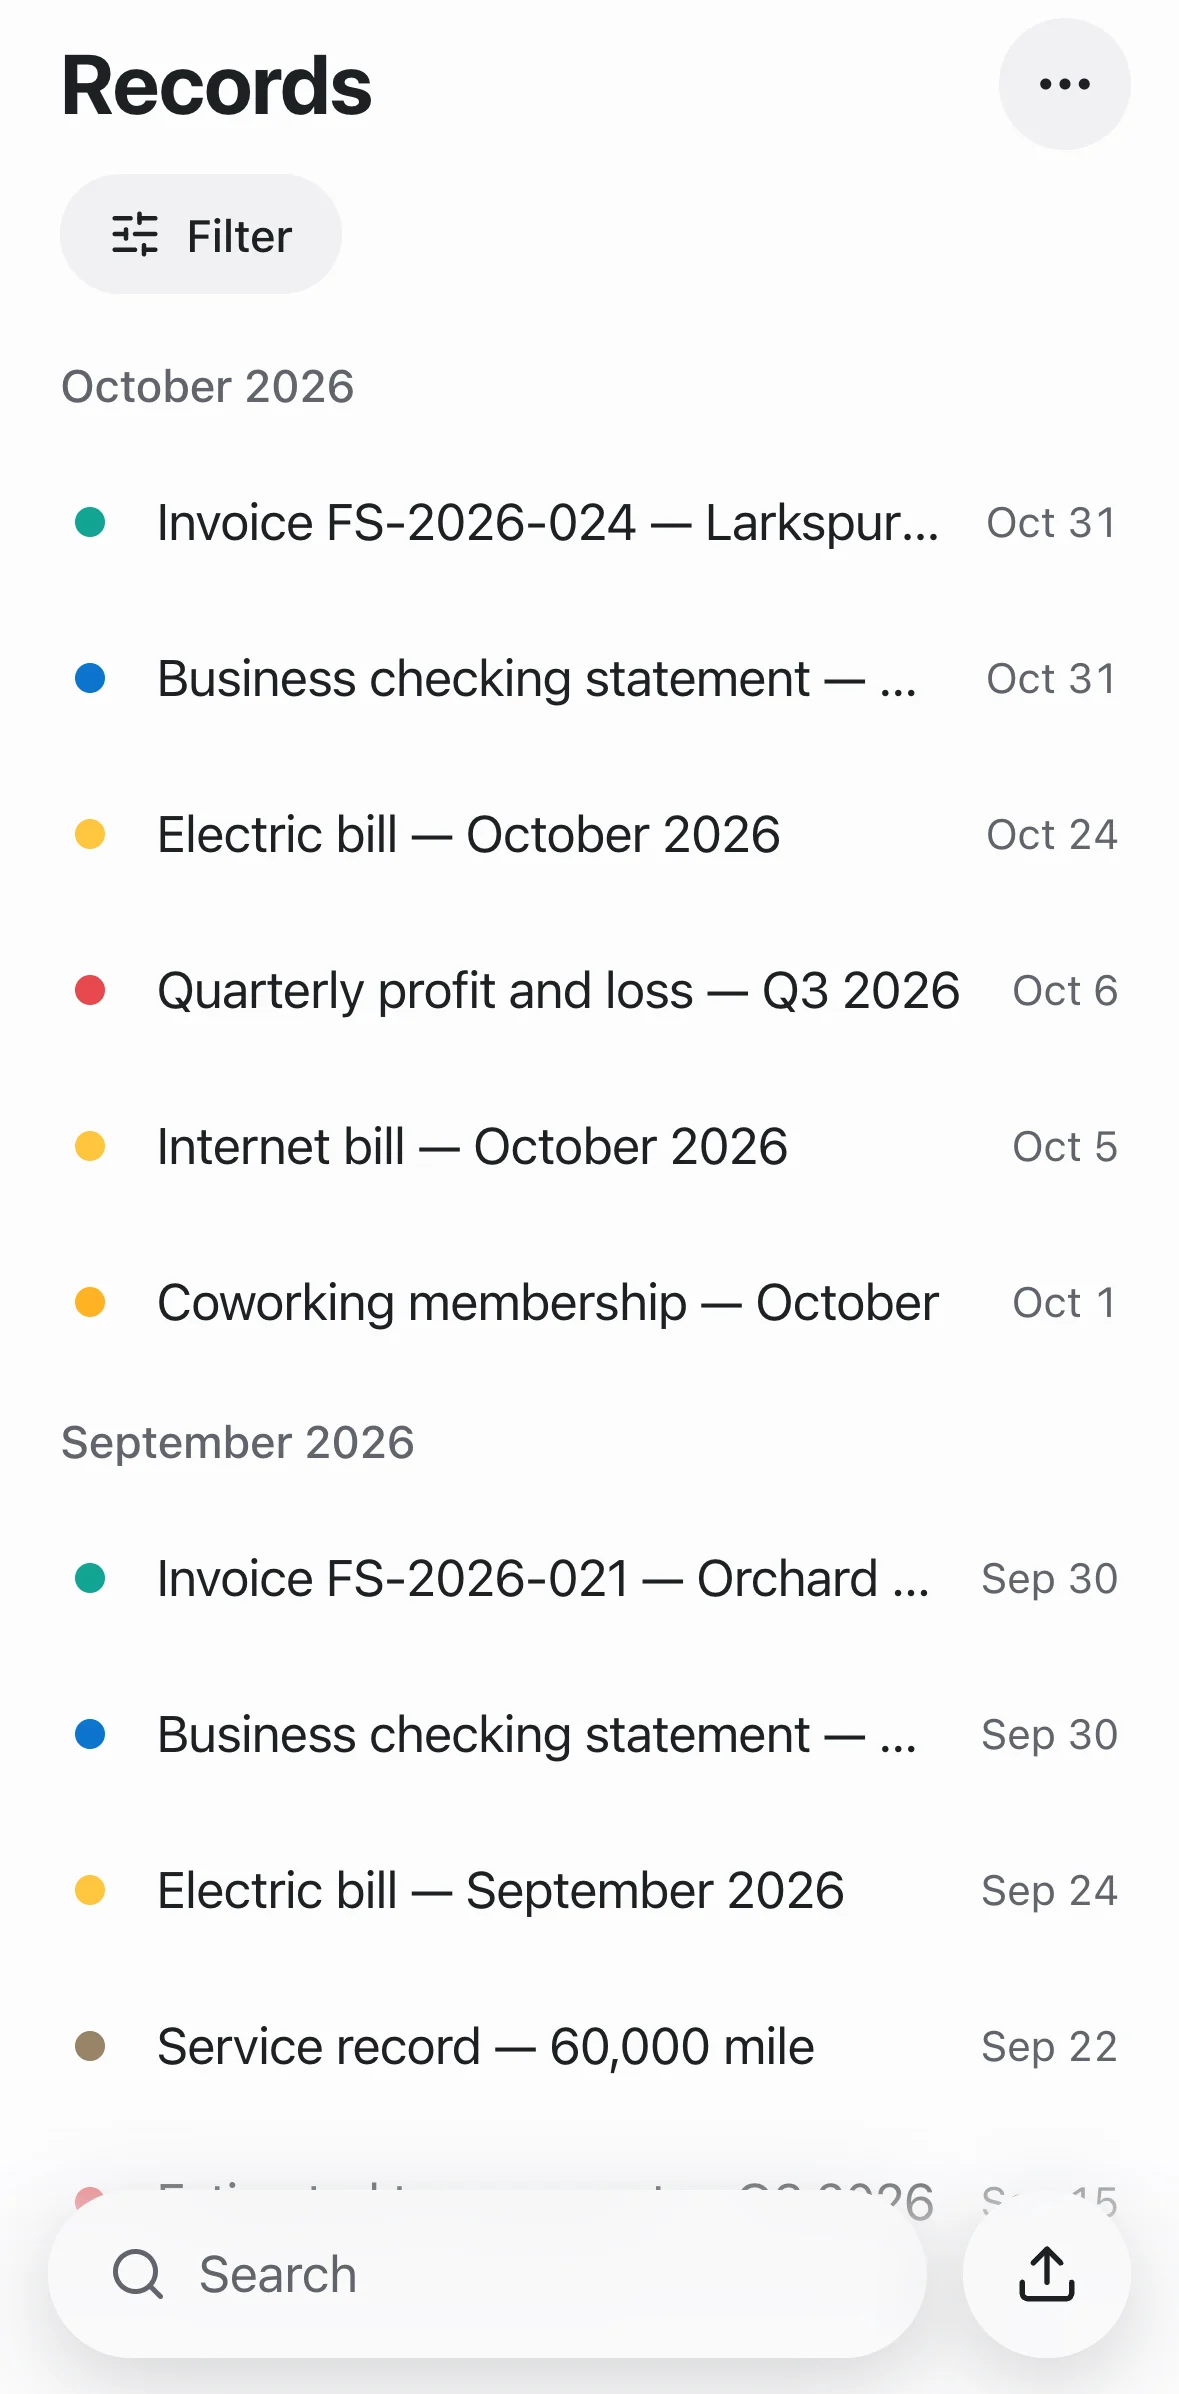 Records
Filter
October 2026
Invoice FS-2026-024 — Larkspur... Oct 31
Business checking statement — ... Oct 31
Electric bill — October 2026 Oct 24
Quarterly profit and loss — Q3 2026 Oct 6
Internet bill — October 2026 Oct 5
Coworking membership — October Oct 1
September 2026
Invoice FS-2026-021 — Orchard ... Sep 30
Business checking statement — ... Sep 30
Electric bill — September 2026 Sep 24
Service record — 60,000 mile Sep 22
Search